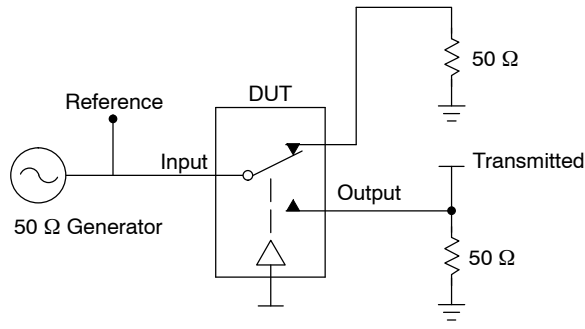 50 Ω
DUT
Reference
Input
Transmitted
Output
50 Ω Generator
50 Ω